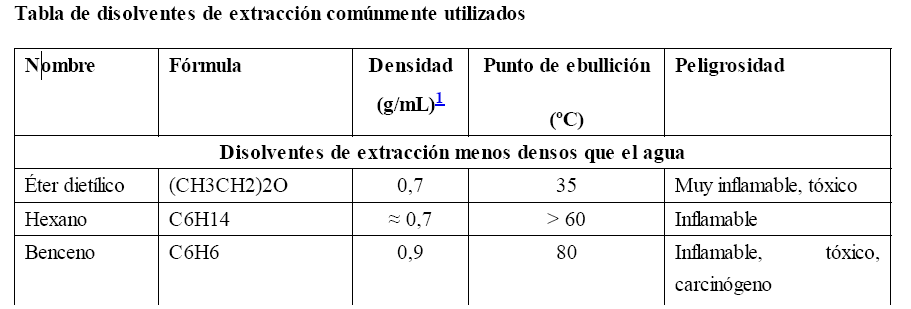 Tabla de disolventes de extracción comúnmente utilizados
Nombre Fórmula Densidad Punto de ebullición Peligrosidad
(g/mL)1 (ºC)
Disolventes de extracción menos densos que el agua
Éter dietílico (CH3CH2)2O 0,7 35 Muy inflamable, tóxico
Hexano C6H14 ≈ 0,7 > 60 Inflamable
Benceno C6H6 0,9 80 Inflamable, tóxico,
carcinógeno